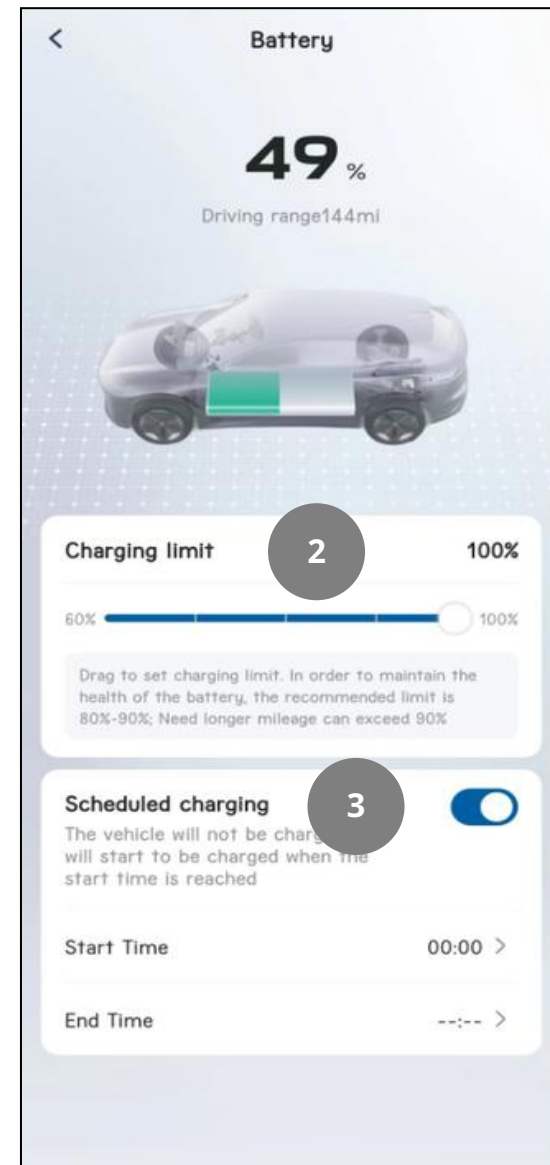 Battery
49 %
Driving range144mi
Charging limit
2
100%
60%
100%
Drag to set charging limit. In order to maintain the
health of the battery, the recommended limit is
80%-90%; Need longer mileage can exceed 90%
Scheduled charging
3
The vehicle will not be
will start to be charged when the
start time is reached
Start Time
00:00 >
End Time
--:-- >